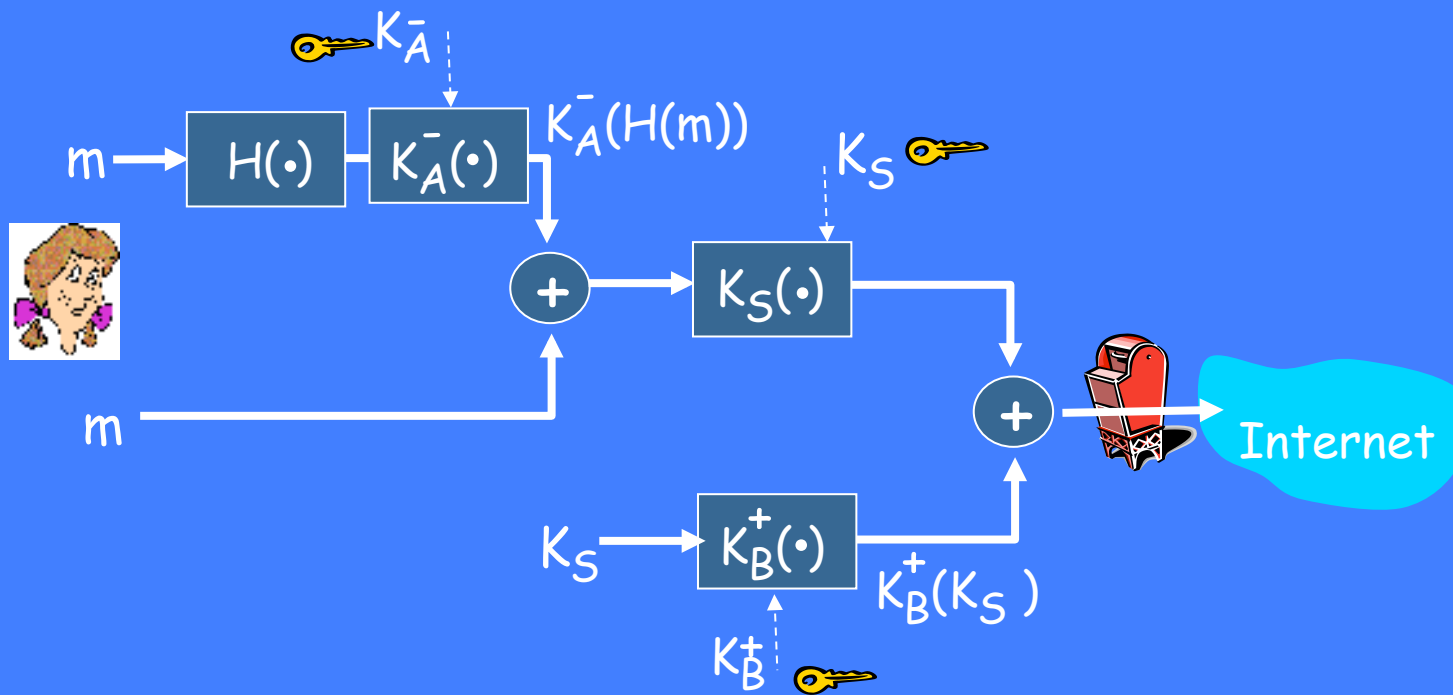 K_A^-
m
H(•)
K_A^-(•)
K_A^-(H(m))
K_S
+
K_S(•)
m
+
Internet
K_S
K_B^+(•)
K_B^+(K_S )
K_B^+